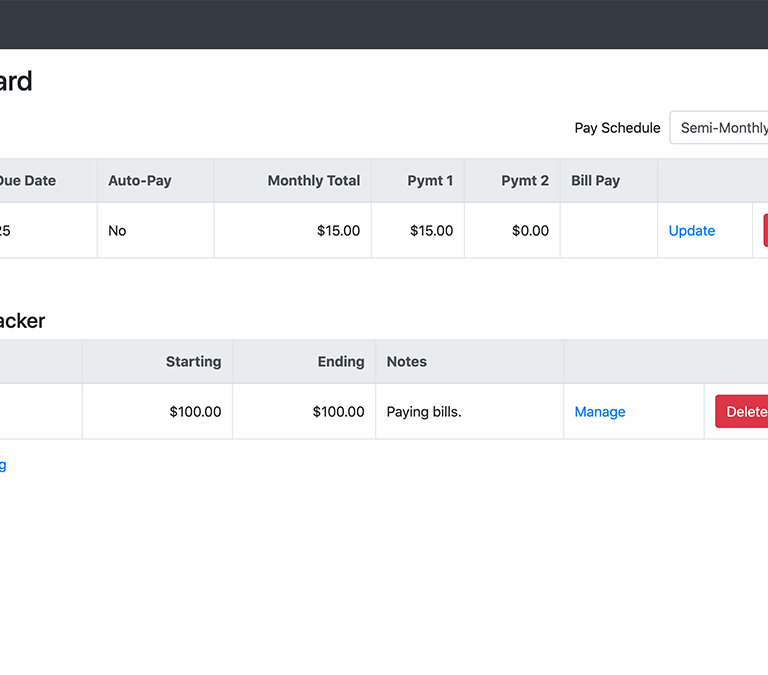 ard
Pay Schedule Semi-Monthly
Due Date Auto-Pay Monthly Total Pymt 1 Pymt 2 Bill Pay
25 No $15.00 $15.00 $0.00 Update
acker
Starting Ending Notes
$100.00 $100.00 Paying bills. Manage Delete
g